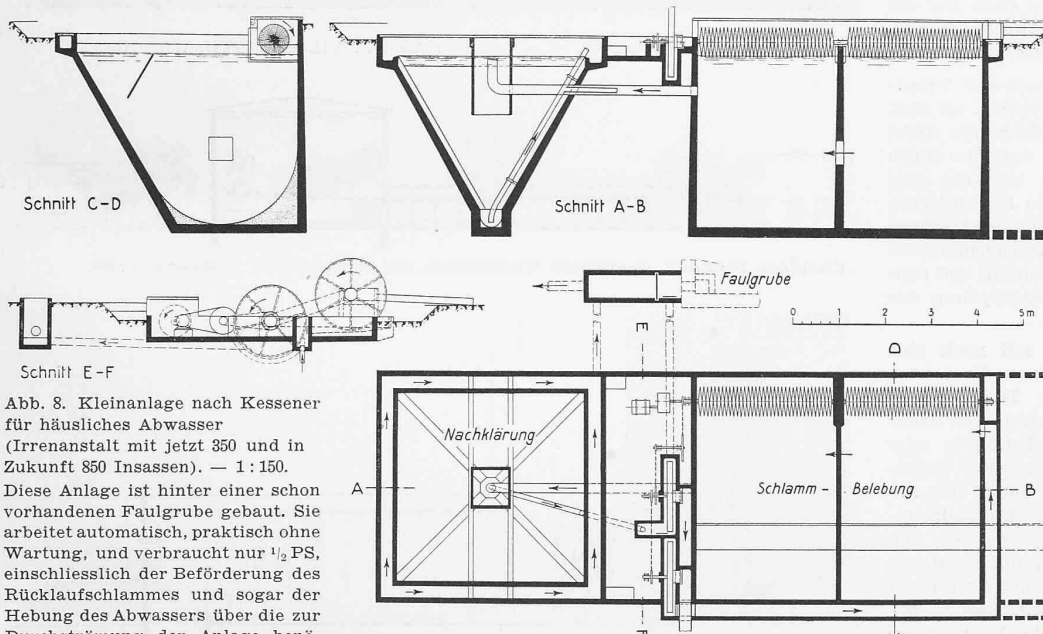 Schnitt C-D
Schnitt A-B
Faulgrube
0 1 2 3 4 5 m
Schnitt E-F
E
D
Nachklärung
Schlamm - Belebung
A
B
F
Abb. 8. Kleinanlage nach Kessener
für häusliches Abwasser
(Irrenanstalt mit jetzt 350 und in
Zukunft 850 Insassen). — 1 : 150.
Diese Anlage ist hinter einer schon
vorhandenen Faulgrube gebaut. Sie
arbeitet automatisch, praktisch ohne
Wartung, und verbraucht nur ¹/₂ PS,
einschliesslich der Beförderung des
Rücklaufschlammes und sogar der
Hebung des Abwassers über die zur